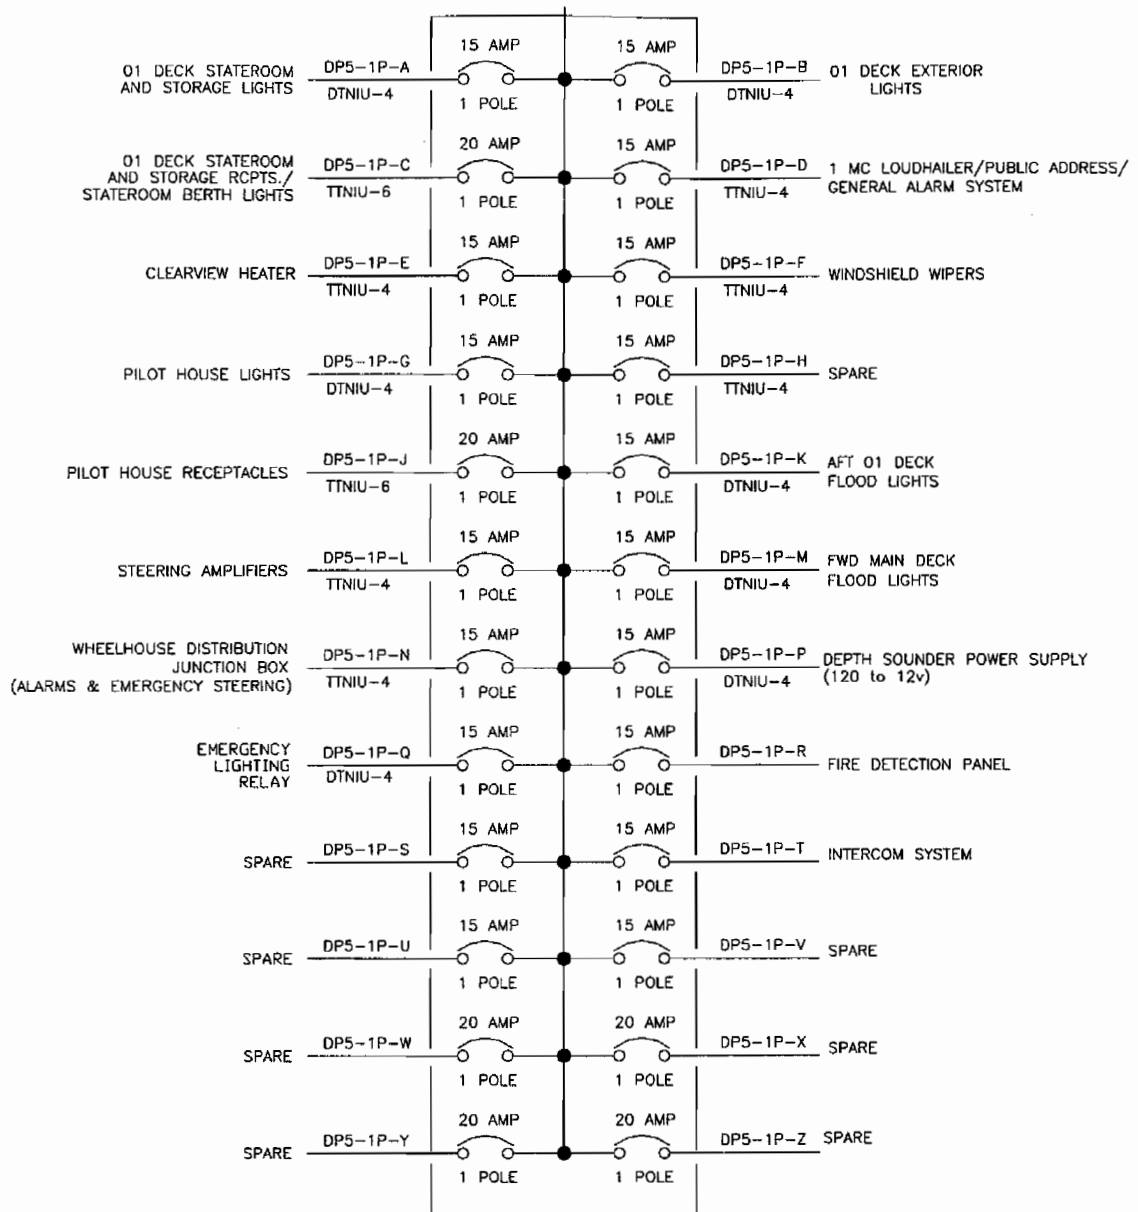 15 AMP 15 AMP
01 DECK STATEROOM DP5-1P-A DP5-1P-B 01 DECK EXTERIOR
AND STORAGE LIGHTS DTNIU-4 DTNIU-4 LIGHTS
1 POLE 1 POLE
20 AMP 15 AMP
01 DECK STATEROOM DP5-1P-C DP5-1P-D 1 MC LOUDHAILER/PUBLIC ADDRESS/
AND STORAGE RCPTS./ GENERAL ALARM SYSTEM
STATEROOM BERTH LIGHTS TTNIU-6 TTNIU-4
1 POLE 1 POLE
15 AMP 15 AMP
CLEARVIEW HEATER DP5-1P-E DP5-1P-F WINDSHIELD WIPERS
TTNIU-4 TTNIU-4
1 POLE 1 POLE
15 AMP 15 AMP
PILOT HOUSE LIGHTS DP5-1P-G DP5-1P-H SPARE
DTNIU-4 TTNIU-4
1 POLE 1 POLE
20 AMP 15 AMP
PILOT HOUSE RECEPTACLES DP5-1P-J DP5-1P-K AFT 01 DECK
TTNIU-6 DTNIU-4 FLOOD LIGHTS
1 POLE 1 POLE
15 AMP 15 AMP
STEERING AMPLIFIERS DP5-1P-L DP5-1P-M FWD MAIN DECK
TTNIU-4 DTNIU-4 FLOOD LIGHTS
1 POLE 1 POLE
15 AMP 15 AMP
WHEELHOUSE DISTRIBUTION DP5-1P-N DP5-1P-P DEPTH SOUNDER POWER SUPPLY
JUNCTION BOX (120 to 12v)
(ALARMS & EMERGENCY STEERING) TTNIU-4 DTNIU-4
1 POLE 1 POLE
15 AMP 15 AMP
EMERGENCY DP5-1P-Q DP5-1P-R
LIGHTING FIRE DETECTION PANEL
RELAY DTNIU-4
1 POLE 1 POLE
15 AMP 15 AMP
SPARE DP5-1P-S DP5-1P-T INTERCOM SYSTEM
1 POLE 1 POLE
15 AMP 15 AMP
SPARE DP5-1P-U DP5-1P-V SPARE
1 POLE 1 POLE
20 AMP 20 AMP
SPARE DP5-1P-W DP5-1P-X SPARE
1 POLE 1 POLE
20 AMP 20 AMP
SPARE DP5-1P-Y DP5-1P-Z SPARE
1 POLE 1 POLE